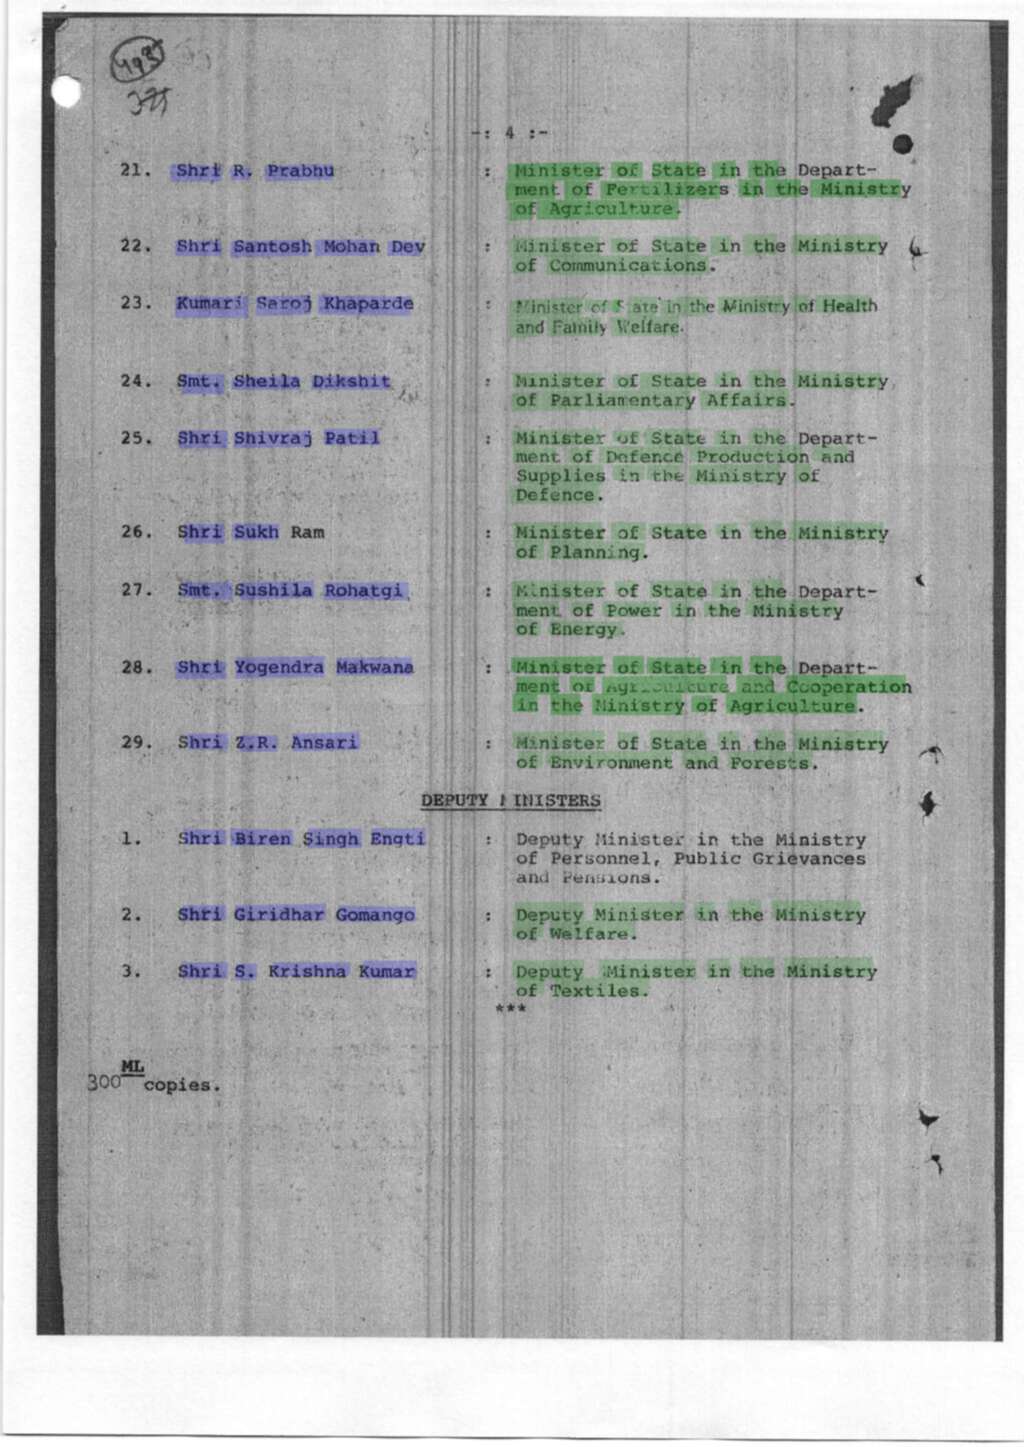 -: 4 :-
21. Shri R. Prabhu : Minister of State in the Depart-
ment of Fertilizers in the Ministry
of Agriculture.
22. Shri Santosh Mohan Dev : Minister of State in the Ministry
of Communications.
23. Kumari Saroj Khaparde : Minister of State in the Ministry of Health
and Family Welfare.
24. Smt. Sheila Dikshit : Minister of State in the Ministry
of Parliamentary Affairs.
25. Shri Shivraj Patil : Minister of State in the Depart-
ment of Defence Production and
Supplies in the Ministry of
Defence.
26. Shri Sukh Ram : Minister of State in the Ministry
of Planning.
27. Smt. Sushila Rohatgi : Minister of State in the Depart-
ment of Power in the Ministry
of Energy.
28. Shri Yogendra Makwana : Minister of State in the Depart-
ment of Agriculture and Cooperation
in the Ministry of Agriculture.
29. Shri Z.R. Ansari : Minister of State in the Ministry
of Environment and Forests.
DEPUTY MINISTERS
1. Shri Biren Singh Engti : Deputy Minister in the Ministry
of Personnel, Public Grievances
and Pensions.
2. Shri Giridhar Gomango : Deputy Minister in the Ministry
of Welfare.
3. Shri S. Krishna Kumar : Deputy Minister in the Ministry
of Textiles.
***
ML
300 copies.